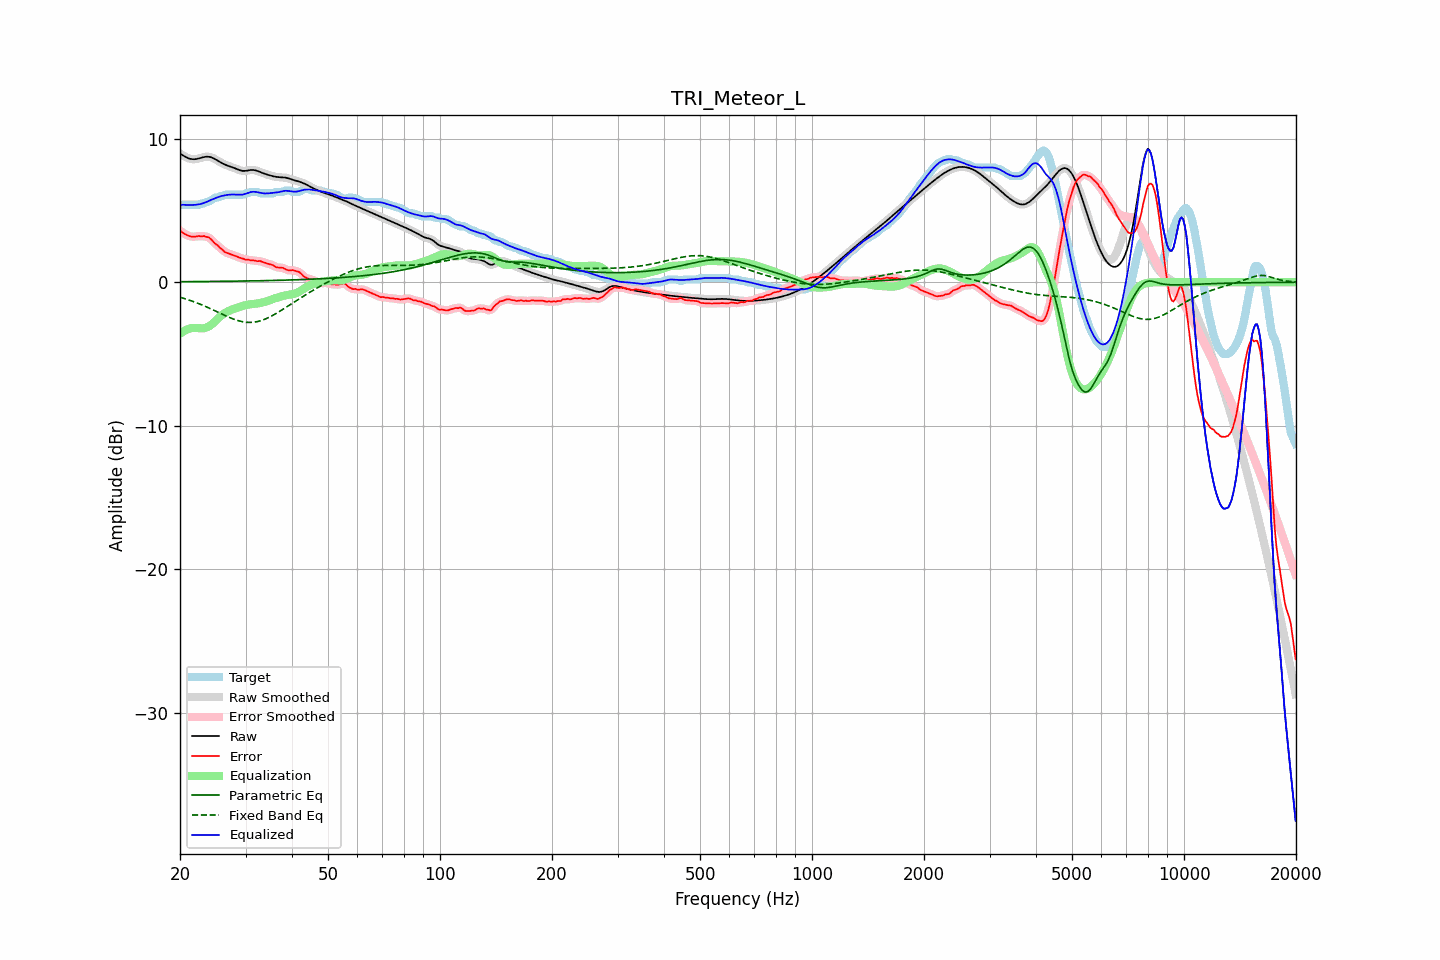 TRI_Meteor_L
10
0
−10
−20
−30
Amplitude (dBr)
Target
Raw Smoothed
Error Smoothed
Raw
Error
Equalization
Parametric Eq
Fixed Band Eq
Equalized
20 50 100 200 500 1000 2000 5000 10000 20000
Frequency (Hz)